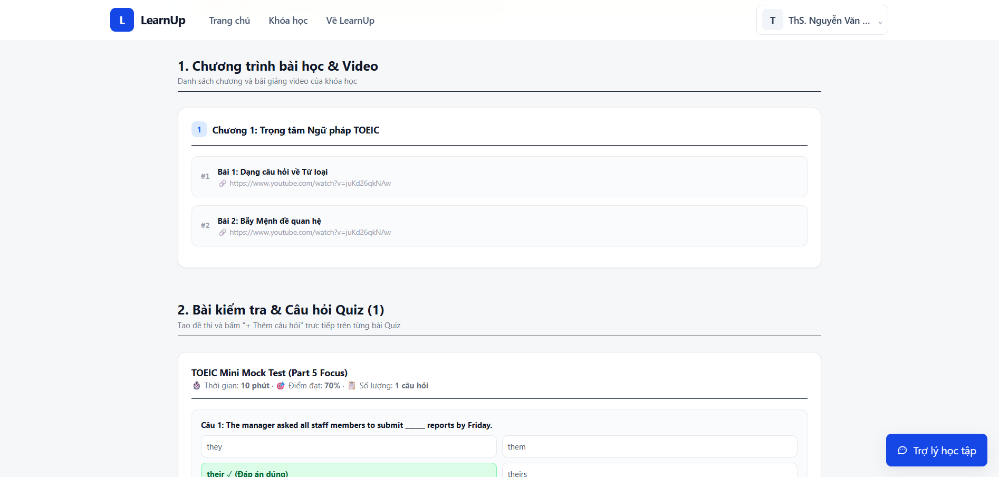 L LearnUp Trang chủ Khóa học Về LearnUp T ThS. Nguyễn Văn ...
1. Chương trình bài học & Video
Danh sách chương và bài giảng video của khóa học
1 Chương 1: Trọng tâm Ngữ pháp TOEIC
#1 Bài 1: Dạng câu hỏi về Từ loại
https://www.youtube.com/watch?v=juKd26qkNAw
#2 Bài 2: Bẫy Mệnh đề quan hệ
https://www.youtube.com/watch?v=juKd26qkNAw
2. Bài kiểm tra & Câu hỏi Quiz (1)
Tạo đề thi và bấm "+ Thêm câu hỏi" trực tiếp trên từng bài Quiz
TOEIC Mini Mock Test (Part 5 Focus)
Thời gian: 10 phút · Điểm đạt: 70% · Số lượng: 1 câu hỏi
Câu 1: The manager asked all staff members to submit _____ reports by Friday.
they
them
their ✓ (Đáp án đúng)
theirs
Trợ lý học tập